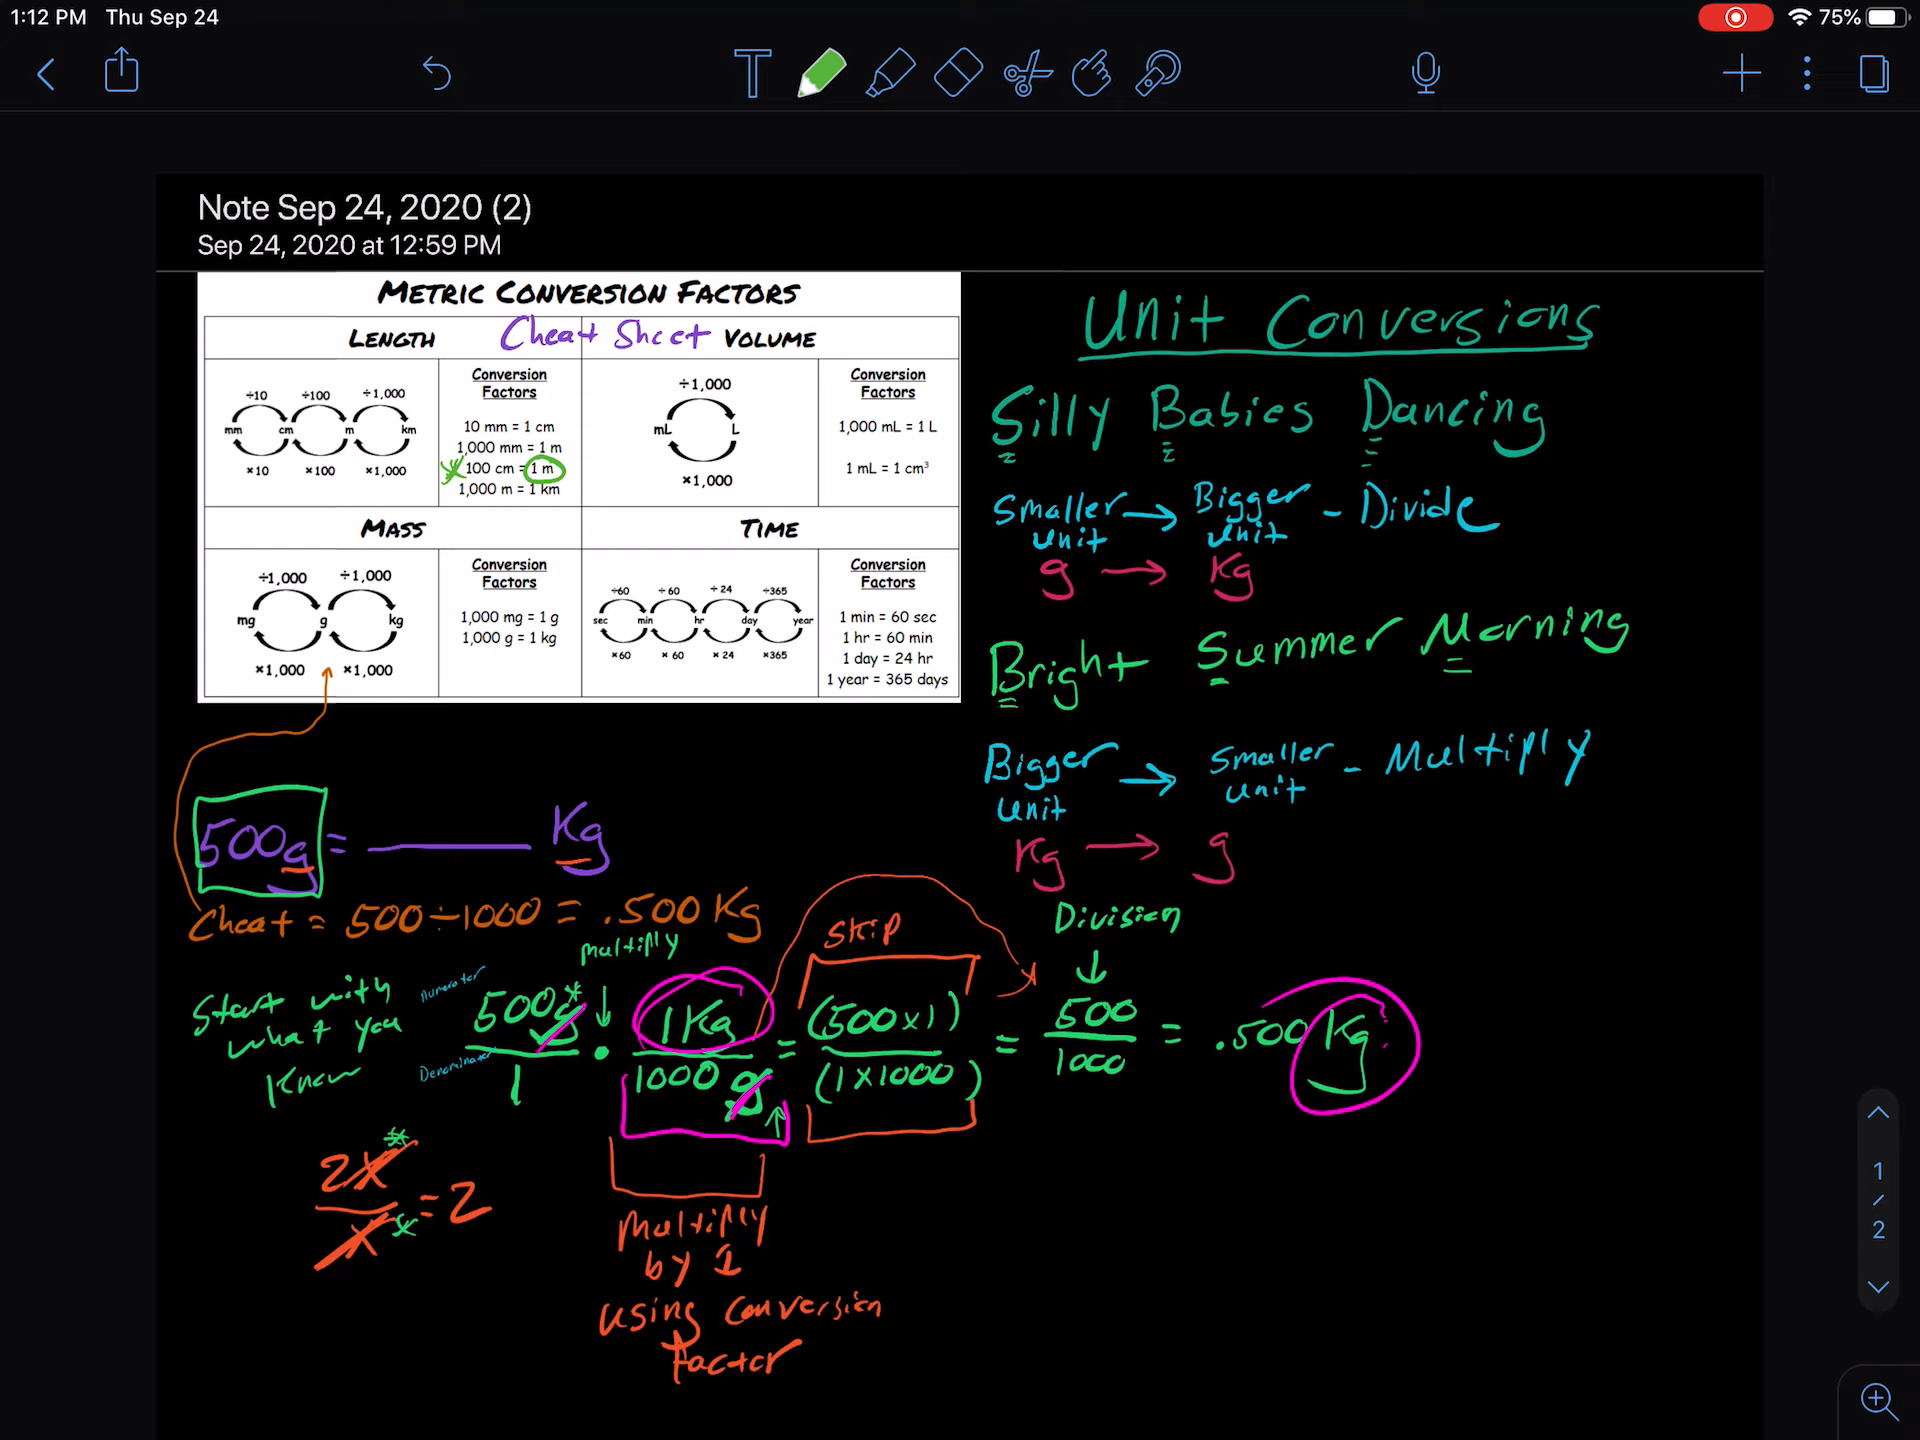 1:12 PM Thu Sep 24
75%
Note Sep 24, 2020 (2)
Sep 24, 2020 at 12:59 PM
METRIC CONVERSION FACTORS
Cheat Sheet
LENGTH
VOLUME
÷10 ÷100 ÷1,000
mm cm m km
×10 ×100 ×1,000
Conversion
Factors
10 mm = 1 cm
1,000 mm = 1 m
100 cm = 1 m
1,000 m = 1 km
÷1,000
mL L
×1,000
Conversion
Factors
1,000 mL = 1 L
1 mL = 1 cm³
MASS
TIME
÷1,000 ÷1,000
mg g kg
×1,000 ×1,000
Conversion
Factors
1,000 mg = 1 g
1,000 g = 1 kg
÷60 ÷60 ÷24 ÷365
sec min hr day year
×60 ×60 ×24 ×365
Conversion
Factors
1 min = 60 sec
1 hr = 60 min
1 day = 24 hr
1 year = 365 days
Unit Conversions
Silly Babies Dancing
Smaller unit → Bigger unit - Divide
g → Kg
Bright Summer Morning
Bigger unit → Smaller unit - Multiply
Kg → g
500g = ______ Kg
Cheat = 500 ÷ 1000 = .500 Kg
multiply
Skip
Division
↓
Start with
what you
Know
Numerator
Denominator
500g • 1Kg = (500x1) = 500 = .500 Kg?
1 1000 g (1x1000) 1000
2x = 2
x
Multiply
by 1
using conversion
factor
1
/
2